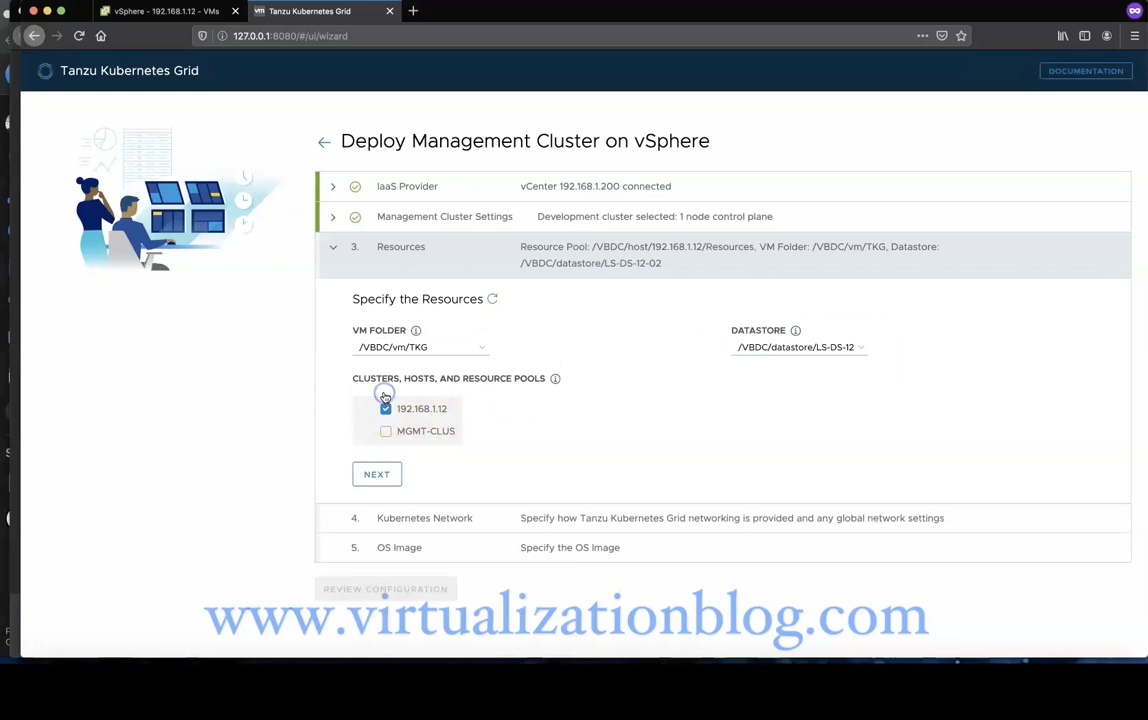 vSphere - 192.168.1.12 - VMs
vm Tanzu Kubernetes Grid
127.0.0.1:8080/#/ui/wizard
Tanzu Kubernetes Grid
DOCUMENTATION
Deploy Management Cluster on vSphere
IaaS Provider vCenter 192.168.1.200 connected
Management Cluster Settings Development cluster selected: 1 node control plane
3. Resources Resource Pool: /VBDC/host/192.168.1.12/Resources, VM Folder: /VBDC/vm/TKG, Datastore:
/VBDC/datastore/LS-DS-12-02
Specify the Resources
VM FOLDER DATASTORE
/VBDC/vm/TKG /VBDC/datastore/LS-DS-12
CLUSTERS, HOSTS, AND RESOURCE POOLS
192.168.1.12
MGMT-CLUS
NEXT
4. Kubernetes Network Specify how Tanzu Kubernetes Grid networking is provided and any global network settings
5. OS Image Specify the OS Image
REVIEW CONFIGURATION
www.virtualizationblog.com